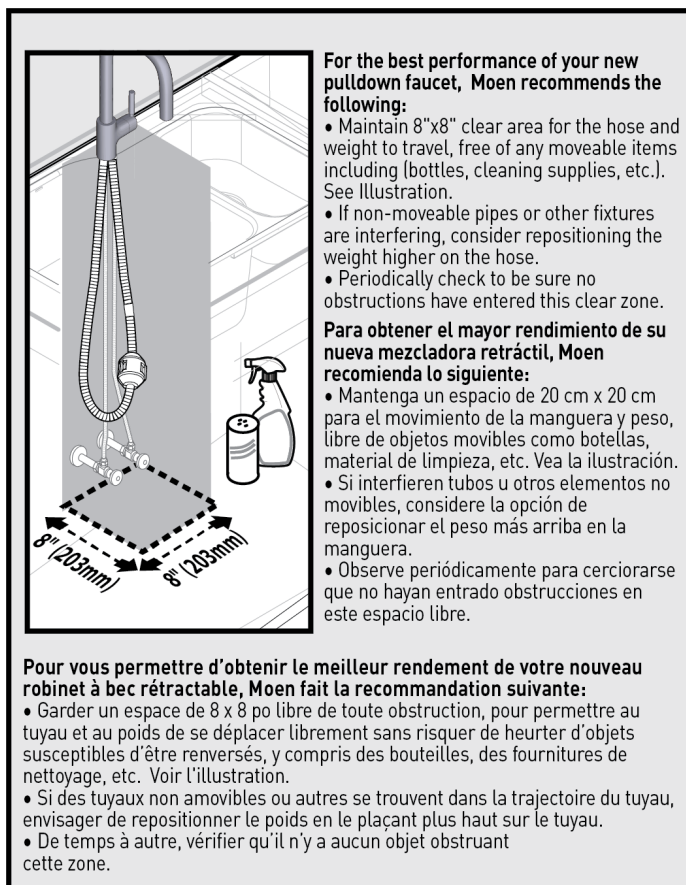 For the best performance of your new
pulldown faucet,  Moen recommends the
following:
• Maintain 8"x8" clear area for the hose and
weight to travel, free of any moveable items
including (bottles, cleaning supplies, etc.).
See Illustration.
• If non-moveable pipes or other fixtures
are interfering, consider repositioning the
weight higher on the hose.
• Periodically check to be sure no
obstructions have entered this clear zone.
Para obtener el mayor rendimiento de su
nueva mezcladora retráctil, Moen
recomienda lo siguiente:
• Mantenga un espacio de 20 cm x 20 cm
para el movimiento de la manguera y peso,
libre de objetos movibles como botellas,
material de limpieza, etc. Vea la ilustración.
• Si interfieren tubos u otros elementos no
movibles, considere la opción de
reposicionar el peso más arriba en la
manguera.
• Observe periódicamente para cerciorarse
que no hayan entrado obstrucciones en
este espacio libre.
8" (203mm)
8" (203mm)
Pour vous permettre d’obtenir le meilleur rendement de votre nouveau
robinet à bec rétractable, Moen fait la recommandation suivante:
• Garder un espace de 8 x 8 po libre de toute obstruction, pour permettre au
tuyau et au poids de se déplacer librement sans risquer de heurter d’objets
susceptibles d’être renversés, y compris des bouteilles, des fournitures de
nettoyage, etc.  Voir l'illustration.
• Si des tuyaux non amovibles ou autres se trouvent dans la trajectoire du tuyau,
envisager de repositionner le poids en le plaçant plus haut sur le tuyau.
• De temps à autre, vérifier qu’il n’y a aucun objet obstruant
cette zone.